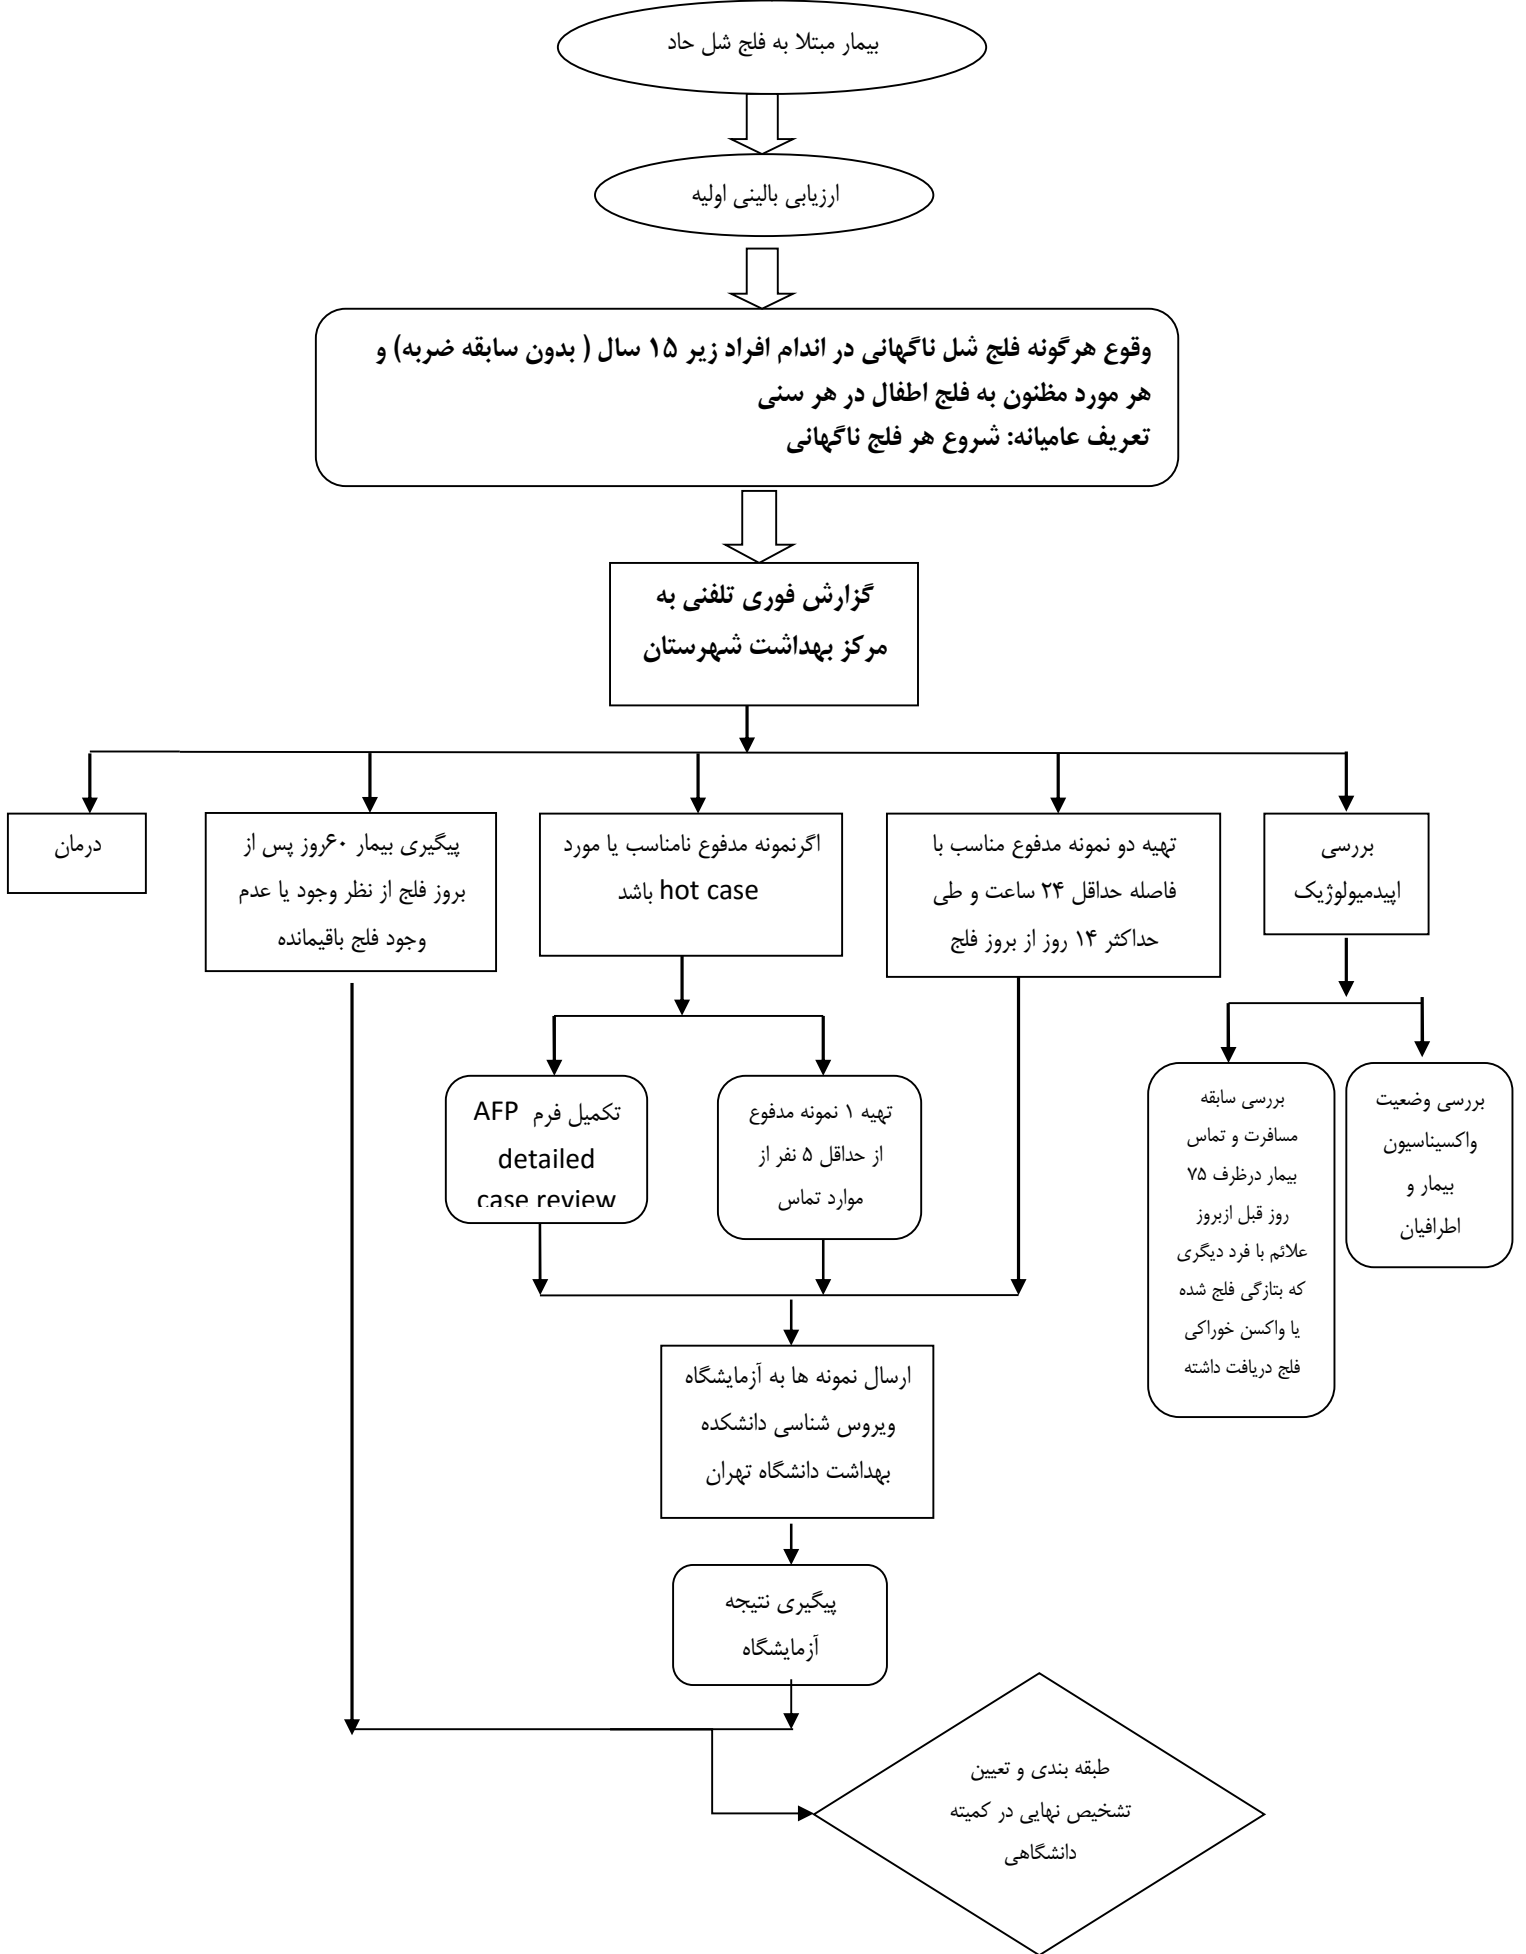 بیمار مبتلا به فلج شل حاد
ارزیابی بالینی اولیه
وقوع هرگونه فلج شل ناگهانی در اندام افراد زیر ۱۵ سال ( بدون سابقه ضربه) و
هر مورد مظنون به فلج اطفال در هر سنی
تعریف عامیانه: شروع هر فلج ناگهانی
گزارش فوری تلفنی به
مرکز بهداشت شهرستان
بررسی
اپیدمیولوژیک
تهیه دو نمونه مدفوع مناسب با
فاصله حداقل ۲۴ ساعت و طی
حداکثر ۱۴ روز از بروز فلج
اگرنمونه مدفوع نامناسب یا مورد
hot case باشد
پیگیری بیمار ۶۰روز پس از
بروز فلج از نظر وجود یا عدم
وجود فلج باقیمانده
درمان
بررسی وضعیت
واکسیناسیون
بیمار و
اطرافیان
بررسی سابقه
مسافرت و تماس
بیمار درظرف ۷۵
روز قبل ازبروز
علائم با فرد دیگری
که بتازگی فلج شده
یا واکسن خوراکی
فلج دریافت داشته
تهیه ۱ نمونه مدفوع
از حداقل ۵ نفر از
موارد تماس
تکمیل فرم AFP
detailed
case review
ارسال نمونه ها به آزمایشگاه
ویروس شناسی دانشکده
بهداشت دانشگاه تهران
پیگیری نتیجه
آزمایشگاه
طبقه بندی و تعیین
تشخیص نهایی در کمیته
دانشگاهی